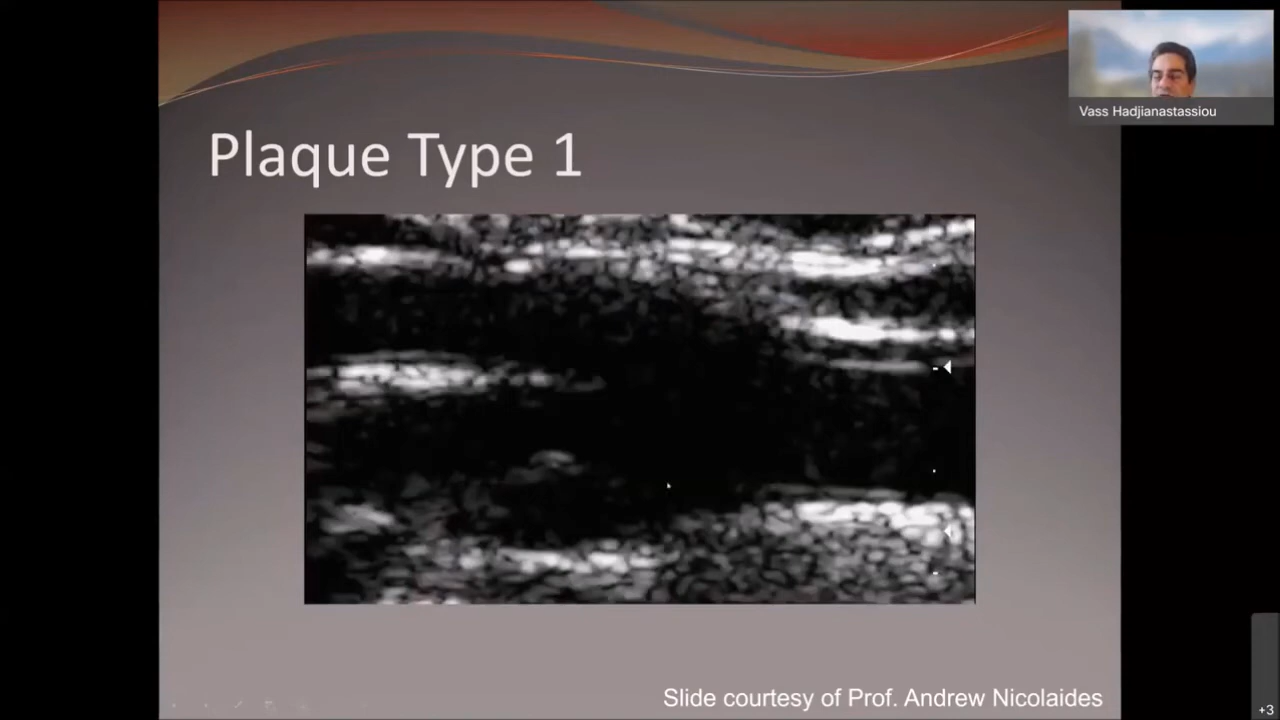 Vass Hadjianastassiou
Plaque Type 1
Slide courtesy of Prof. Andrew Nicolaides
+3